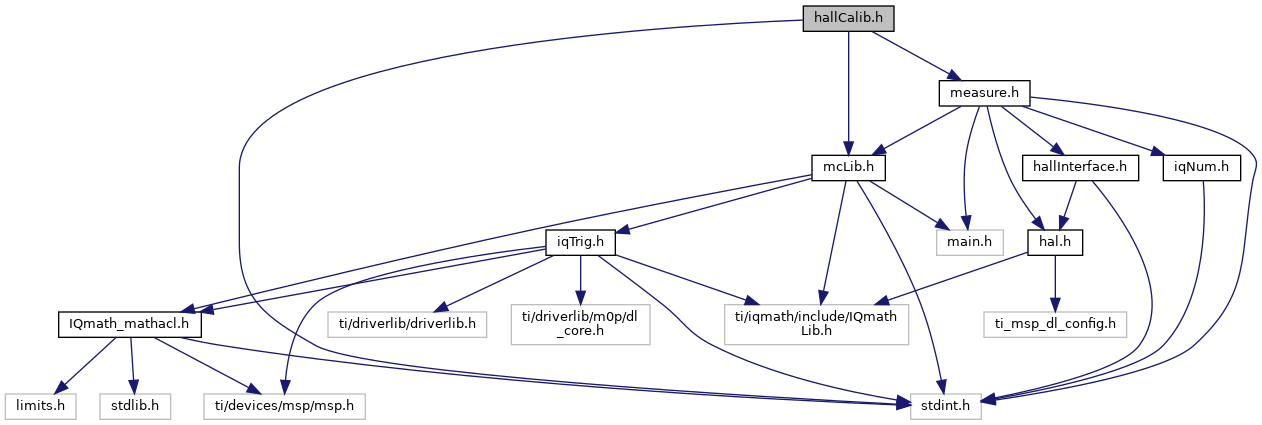 hallCalib.h
measure.h
mcLib.h
hallInterface.h
iqNum.h
iqTrig.h
main.h
hal.h
IQmath_mathacl.h
ti/driverlib/driverlib.h
ti/driverlib/m0p/dl
_core.h
ti/iqmath/include/IQmath
Lib.h
ti_msp_dl_config.h
limits.h
stdlib.h
ti/devices/msp/msp.h
stdint.h